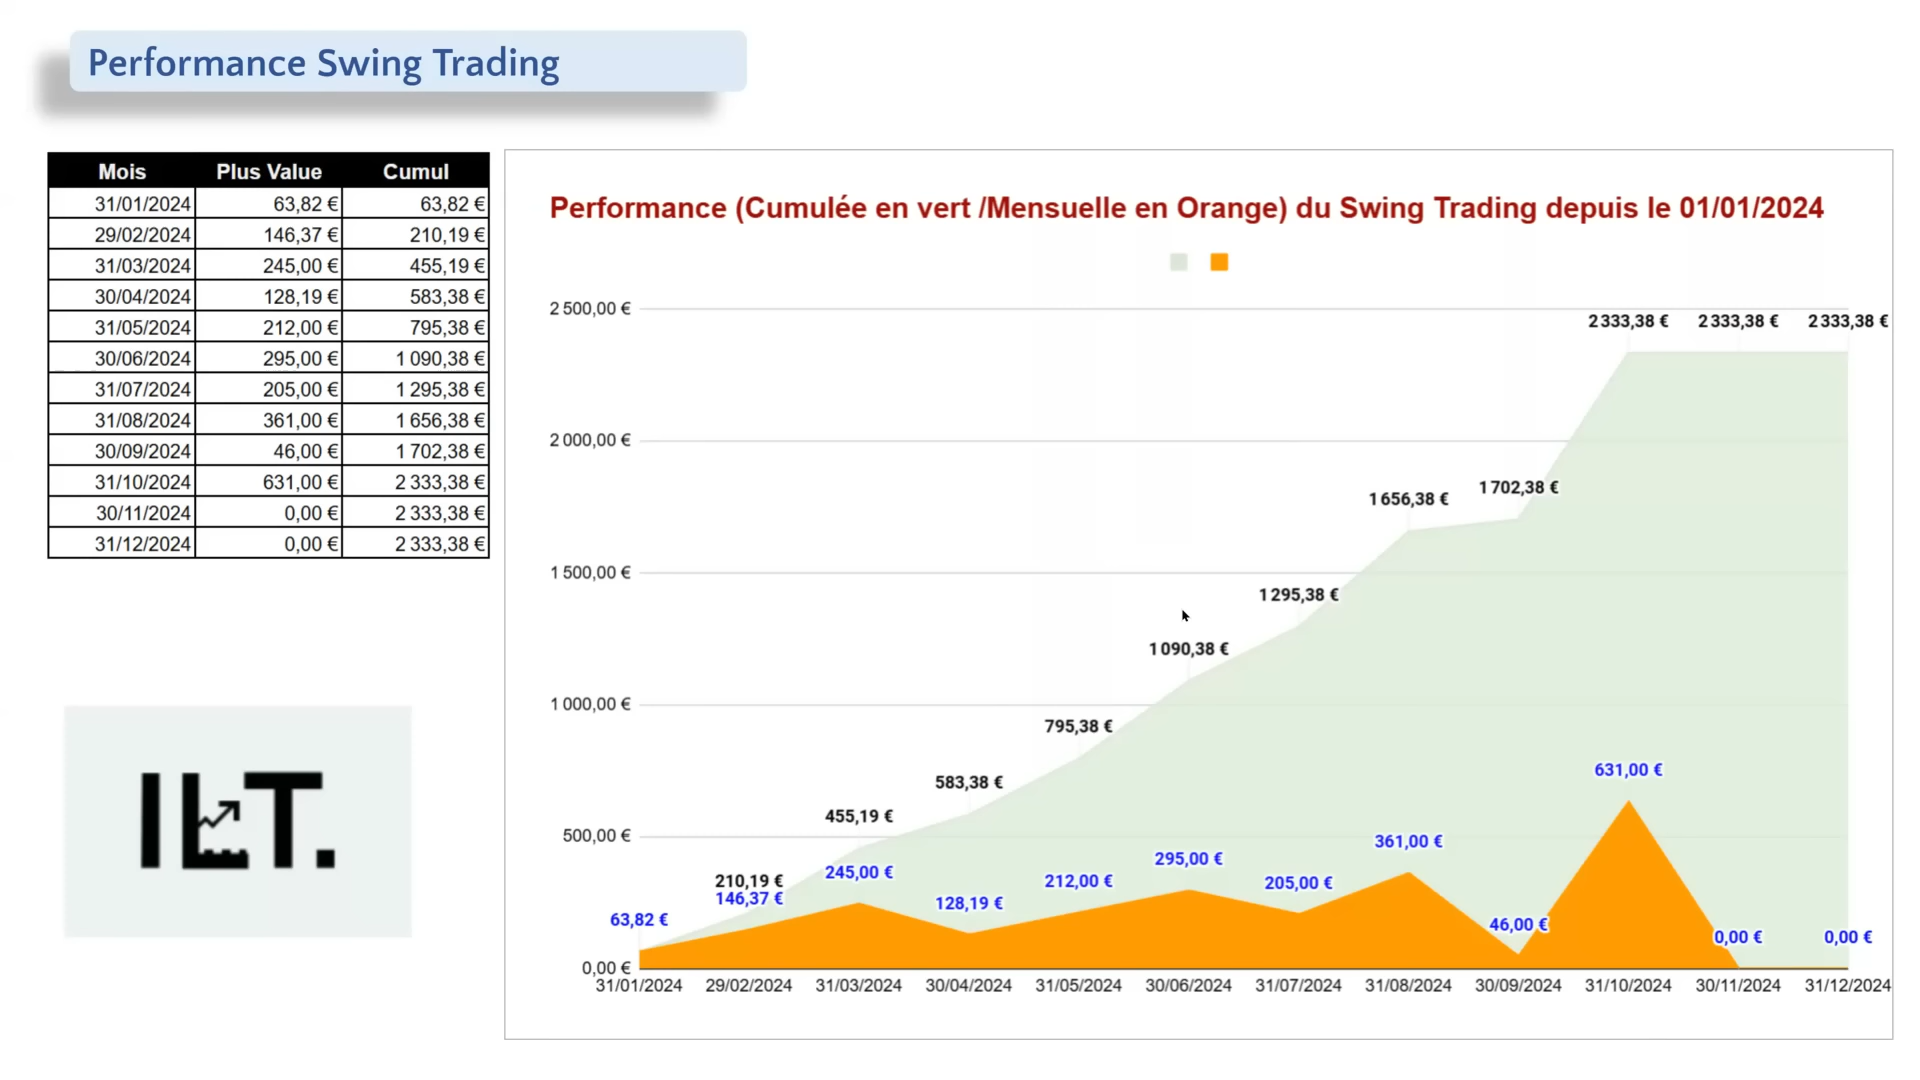 Performance Swing Trading
Mois Plus Value Cumul
31/01/2024 63,82 € 63,82 €
29/02/2024 146,37 € 210,19 €
31/03/2024 245,00 € 455,19 €
30/04/2024 128,19 € 583,38 €
31/05/2024 212,00 € 795,38 €
30/06/2024 295,00 € 1 090,38 €
31/07/2024 205,00 € 1 295,38 €
31/08/2024 361,00 € 1 656,38 €
30/09/2024 46,00 € 1 702,38 €
31/10/2024 631,00 € 2 333,38 €
30/11/2024 0,00 € 2 333,38 €
31/12/2024 0,00 € 2 333,38 €
ILT.
Performance (Cumulée en vert /Mensuelle en Orange) du Swing Trading depuis le 01/01/2024
2 500,00 €
2 333,38 € 2 333,38 € 2 333,38 €
2 000,00 €
1 656,38 € 1 702,38 €
1 500,00 €
1 295,38 €
1 090,38 €
1 000,00 €
795,38 €
631,00 €
583,38 €
455,19 €
500,00 €
361,00 €
295,00 €
245,00 €
210,19 €
212,00 €
205,00 €
146,37 €
128,19 €
63,82 €
46,00 €
0,00 € 0,00 €
0,00 €
31/01/2024 29/02/2024 31/03/2024 30/04/2024 31/05/2024 30/06/2024 31/07/2024 31/08/2024 30/09/2024 31/10/2024 30/11/2024 31/12/2024